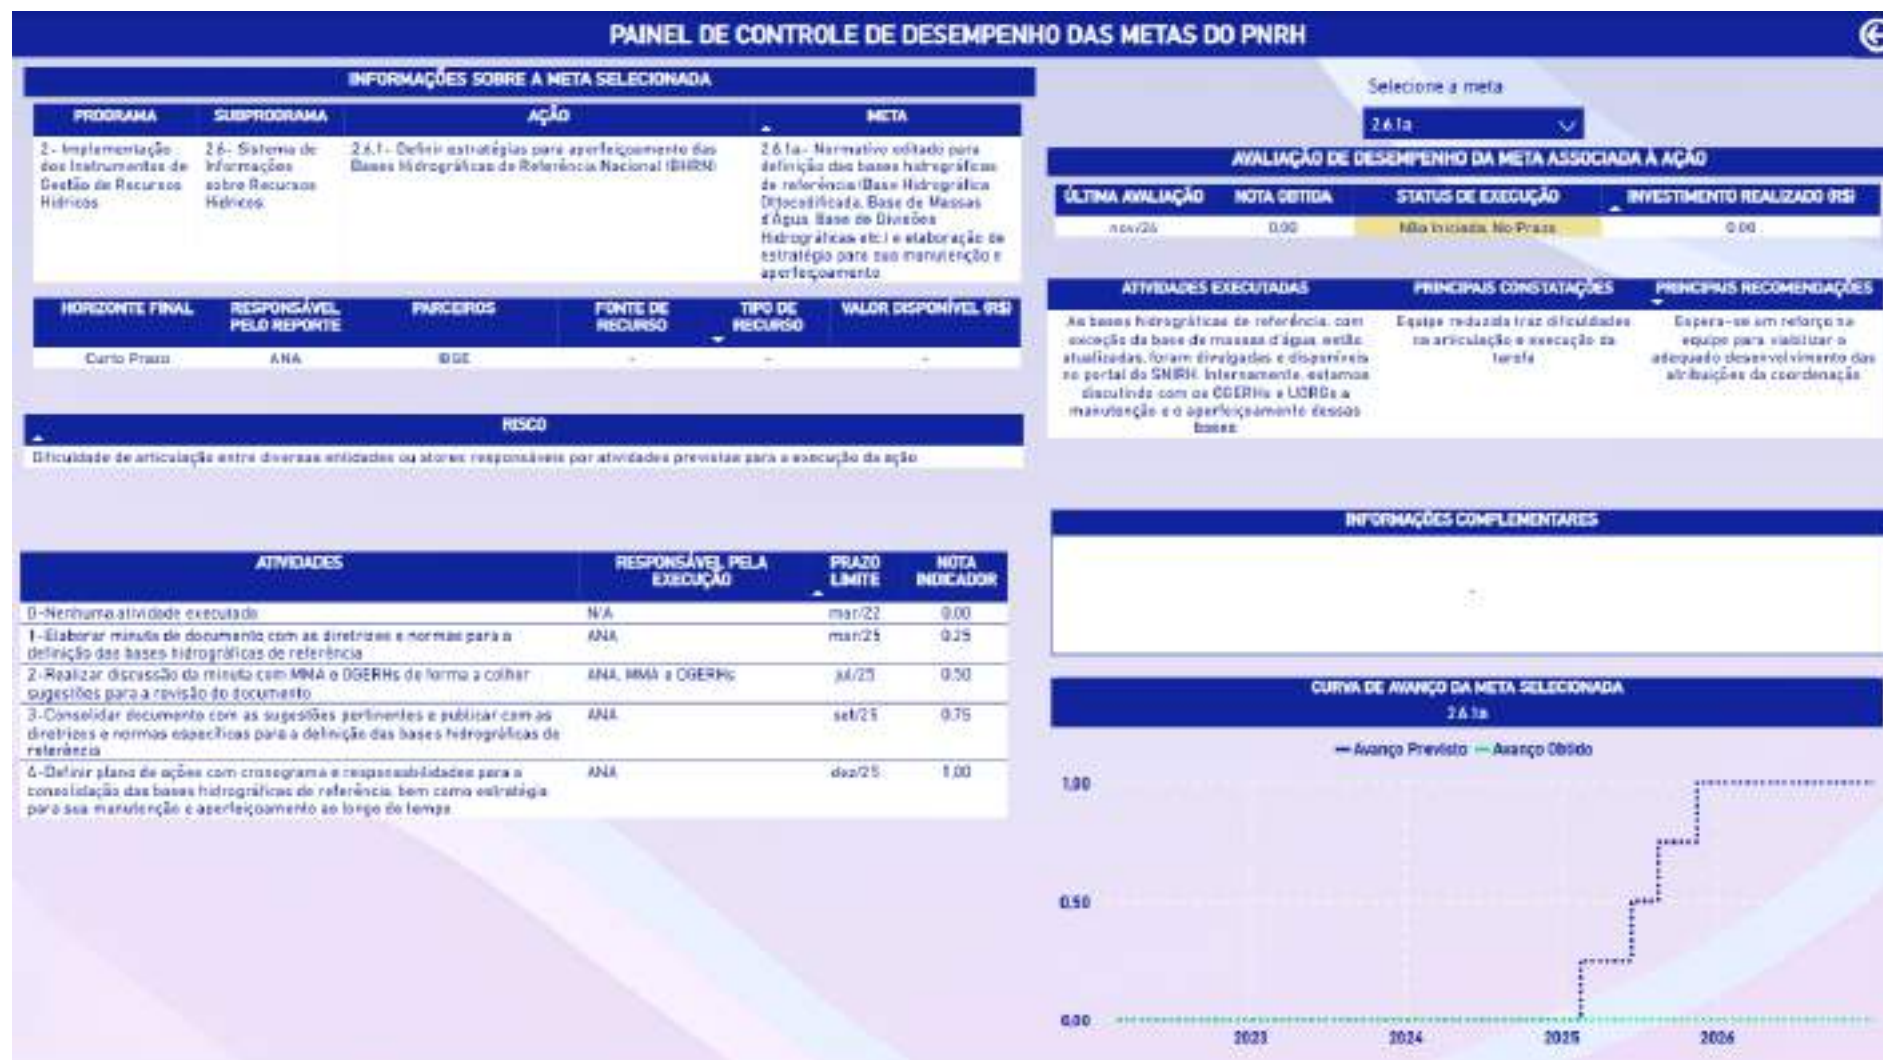 PAINEL DE CONTROLE DE DESEMPENHO DAS METAS DO PNRH
INFORMAÇÕES SOBRE A META SELECIONADA
PROGRAMA SUBPROGRAMA AÇÃO META
2- Implementação dos Instrumentos de Gestão de Recursos Hídricos
2.6- Sistema de Informações sobre Recursos Hídricos
2.6.1- Definir estratégias para aperfeiçoamento das Bases Hidrográficas de Referência Nacional (BHRN)
2.6.1a- Normativo editado para definição das bases hidrográficas de referência (Base Hidrográfica Ottocodificada, Base de Massas d'Água, Base de Divisões Hidrográficas etc.) e elaboração de estratégia para sua manutenção e aperfeiçoamento
HORIZONTE FINAL RESPONSÁVEL PELO REPORTE PARCEIROS FONTE DE RECURSO TIPO DE RECURSO VALOR DISPONÍVEL (R$)
Curto Prazo ANA IBGE - - -
RISCO
Dificuldade de articulação entre diversas entidades ou atores responsáveis por atividades previstas para a execução da ação
ATIVIDADES RESPONSÁVEL PELA EXECUÇÃO PRAZO LIMITE NOTA INDICADOR
0-Nenhuma atividade executada N/A mar/22 0,00
1-Elaborar minuta de documento com as diretrizes e normas para a definição das bases hidrográficas de referência ANA mar/25 0,25
2-Realizar discussão da minuta com MMA e OGERHs de forma a colher sugestões para a revisão do documento ANA, MMA e OGERHs jul/25 0,50
3-Consolidar documento com as sugestões pertinentes e publicar com as diretrizes e normas específicas para a definição das bases hidrográficas de referência ANA set/25 0,75
4-Definir plano de ações com cronograma e responsabilidades para a consolidação das bases hidrográficas de referência, bem como estratégia para sua manutenção e aperfeiçoamento ao longo do tempo ANA dez/25 1,00
Selecione a meta
2.6.1a
AVALIAÇÃO DE DESEMPENHO DA META ASSOCIADA À AÇÃO
ÚLTIMA AVALIAÇÃO NOTA OBTIDA STATUS DE EXECUÇÃO INVESTIMENTO REALIZADO (R$)
nov/24 0,00 Não Iniciada, No Prazo 0,00
ATIVIDADES EXECUTADAS PRINCIPAIS CONSTATAÇÕES PRINCIPAIS RECOMENDAÇÕES
As bases hidrográficas de referência, com exceção da base de massas d'água, estão atualizadas, foram divulgadas e disponíveis no portal do SNIRH. Internamente, estamos discutindo com os OGERHs e UORGs a manutenção e o aperfeiçoamento dessas bases
Equipe reduzida traz dificuldades na articulação e execução da tarefa
Espera-se um reforço na equipe para viabilizar o adequado desenvolvimento das atribuições da coordenação
INFORMAÇÕES COMPLEMENTARES
-
CURVA DE AVANÇO DA META SELECIONADA
2.6.1a
Avanço Previsto Avanço Obtido
1,00
0,50
0,00
2023 2024 2025 2026